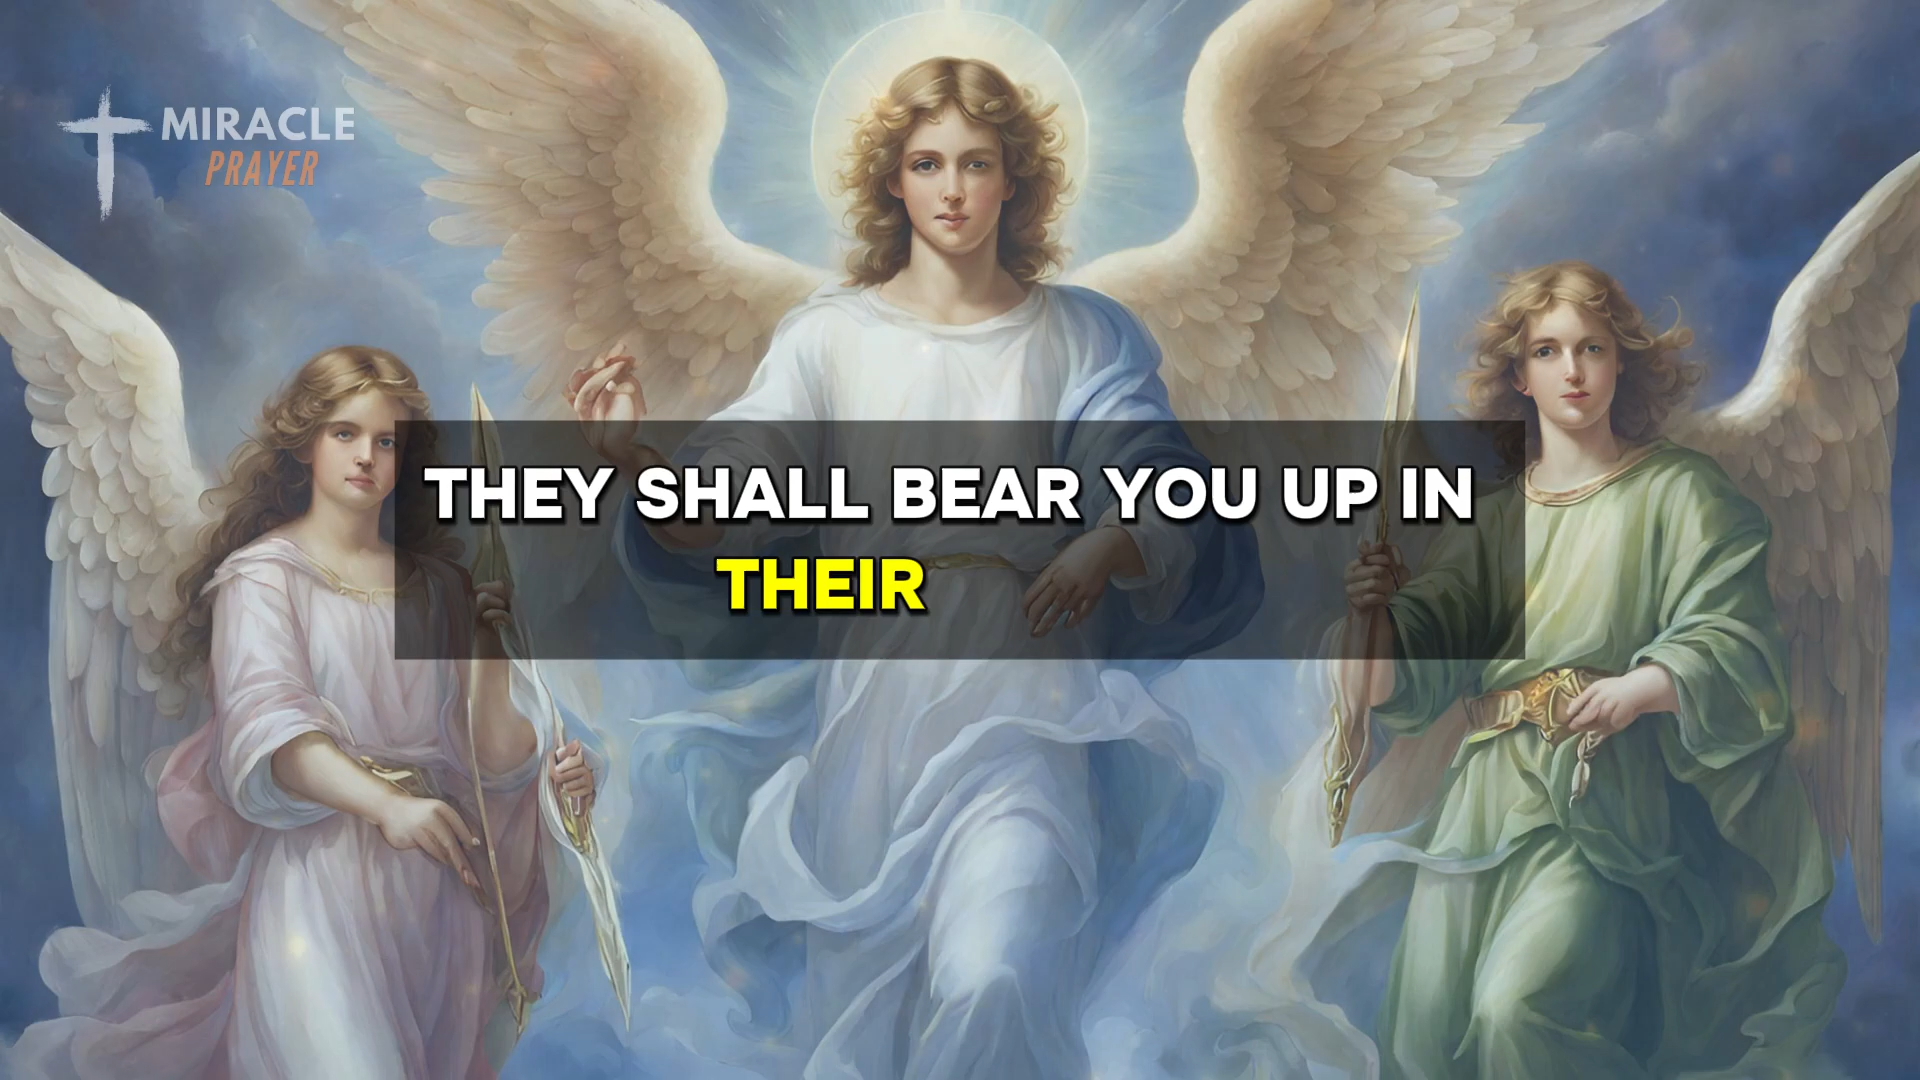 MIRACLE
PRAYER
THEY SHALL BEAR YOU UP IN
THEIR